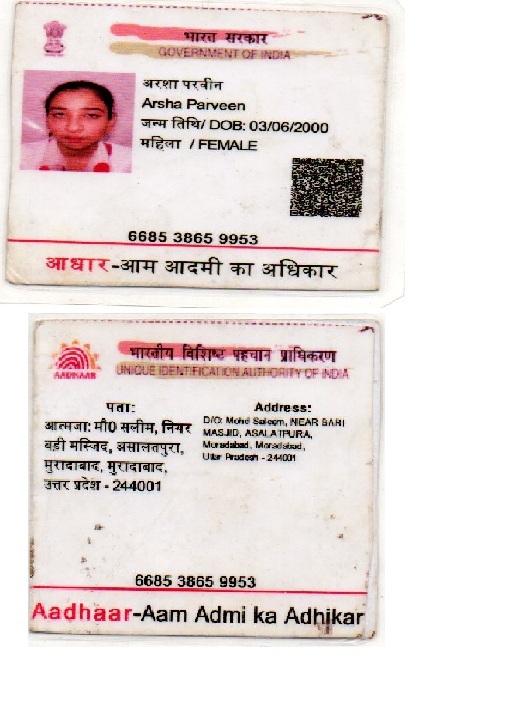 भारत सरकार
GOVERNMENT OF INDIA
अरशा परवीन
Arsha Parveen
जन्म तिथि/ DOB: 03/06/2000
महिला / FEMALE
6685 3865 9953
आधार-आम आदमी का अधिकार
भारतीय विशिष्ट पहचान प्राधिकरण
UNIQUE IDENTIFICATION AUTHORITY OF INDIA
AADHAAR
पता:
आत्मजा: मौ0 सलीम, नियर
बड़ी मस्जिद, असालतपुरा,
मुरादाबाद, मुरादाबाद,
उत्तर प्रदेश - 244001
Address:
D/O: Mohd Saleem, NEAR BARI
MASJID, ASALATPURA,
Moradabad, Moradabad,
Uttar Pradesh - 244001
6685 3865 9953
Aadhaar-Aam Admi ka Adhikar